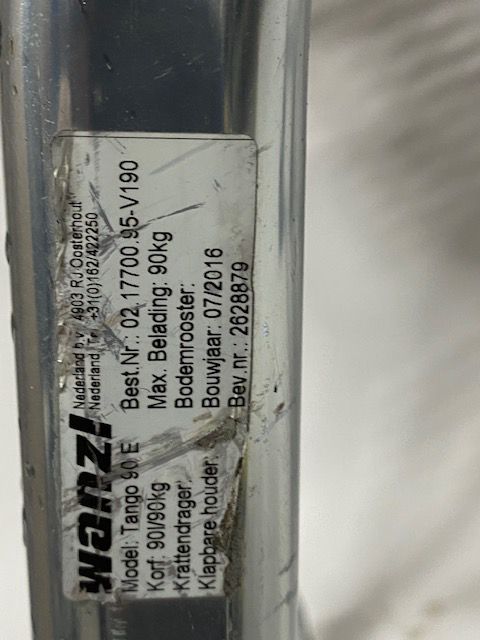 wanzl
Nederland b.v. 4903 RJ Oosterhout
Nederland, +31(0)162/422250
Model: Tango 90 E
Best.Nr.: 02.17700.95-V190
Korf: 90l/90kg
Max. Belading: 90kg
Krattendrager:
Bodemrooster:
Klapbare houder:
Bouwjaar: 07/2016
Bev.nr.: 2628879